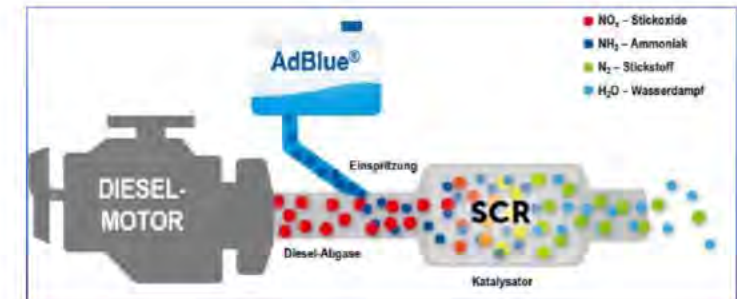 AdBlue®
NOx – Stickoxide
NH3 – Ammoniak
N2 – Stickstoff
H2O – Wasserdampf
Einspritzung
DIESEL-
MOTOR
SCR
Diesel-Abgase
Katalysator